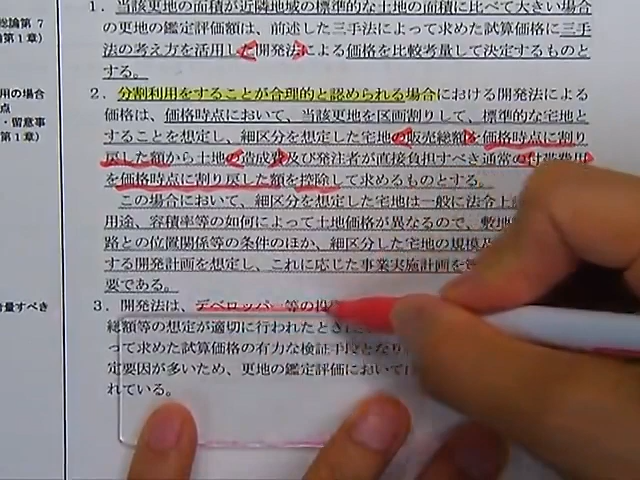 総論第7
第1章)
用の場合
点
・留意事
第1章)
量すべき
1. 当該更地の面積が近隣地域の標準的な土地の面積に比べて大きい場合
の更地の鑑定評価額は、前述した三手法によって求めた試算価格に三手
法の考え方を活用した開発法による価格を比較考量して決定するものと
する。
2. 分割利用をすることが合理的と認められる場合における開発法による
価格は、価格時点において、当該更地を区画割りして、標準的な宅地と
することを想定し、細区分を想定した宅地の販売総額を価格時点に割り
戻した額から土地の造成費及び発注者が直接負担すべき通常の付帯費用
を価格時点に割り戻した額を控除して求めるものとする。
この場合において、細区分を想定した宅地は一般に法令上
用途、容積率等の如何によって土地価格が異なるので、敷地
路との位置関係等の条件のほか、細区分した宅地の規模及
する開発計画を想定し、これに応じた事業実施計画を
要である。
3. 開発法は、デベロッパー等の投
総額等の想定が適切に行われたとき
って求めた試算価格の有力な検証手段となり
定要因が多いため、更地の鑑定評価において
れている。